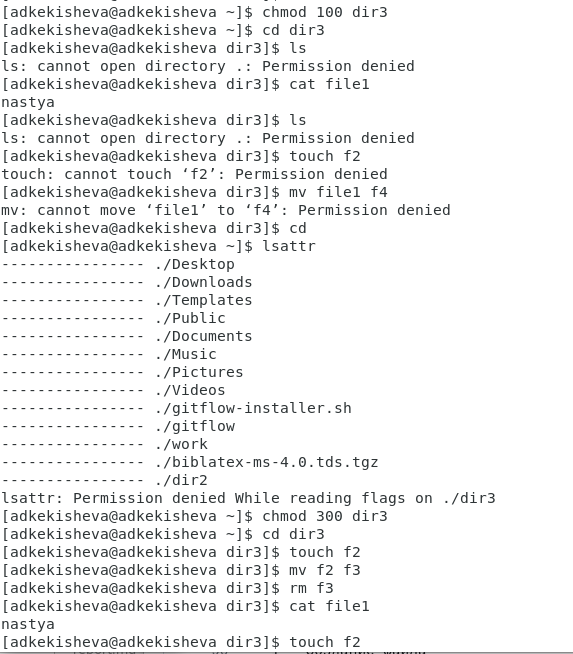 [adkekisheva@adkekisheva ~]$ chmod 100 dir3
[adkekisheva@adkekisheva ~]$ cd dir3
[adkekisheva@adkekisheva dir3]$ ls
ls: cannot open directory .: Permission denied
[adkekisheva@adkekisheva dir3]$ cat file1
nastya
[adkekisheva@adkekisheva dir3]$ ls
ls: cannot open directory .: Permission denied
[adkekisheva@adkekisheva dir3]$ touch f2
touch: cannot touch ‘f2’: Permission denied
[adkekisheva@adkekisheva dir3]$ mv file1 f4
mv: cannot move ‘file1’ to ‘f4’: Permission denied
[adkekisheva@adkekisheva dir3]$ cd
[adkekisheva@adkekisheva ~]$ lsattr
---------------- ./Desktop
---------------- ./Downloads
---------------- ./Templates
---------------- ./Public
---------------- ./Documents
---------------- ./Music
---------------- ./Pictures
---------------- ./Videos
---------------- ./gitflow-installer.sh
---------------- ./gitflow
---------------- ./work
---------------- ./biblatex-ms-4.0.tds.tgz
---------------- ./dir2
lsattr: Permission denied While reading flags on ./dir3
[adkekisheva@adkekisheva ~]$ chmod 300 dir3
[adkekisheva@adkekisheva ~]$ cd dir3
[adkekisheva@adkekisheva dir3]$ touch f2
[adkekisheva@adkekisheva dir3]$ mv f2 f3
[adkekisheva@adkekisheva dir3]$ rm f3
[adkekisheva@adkekisheva dir3]$ cat file1
nastya
[adkekisheva@adkekisheva dir3]$ touch f2